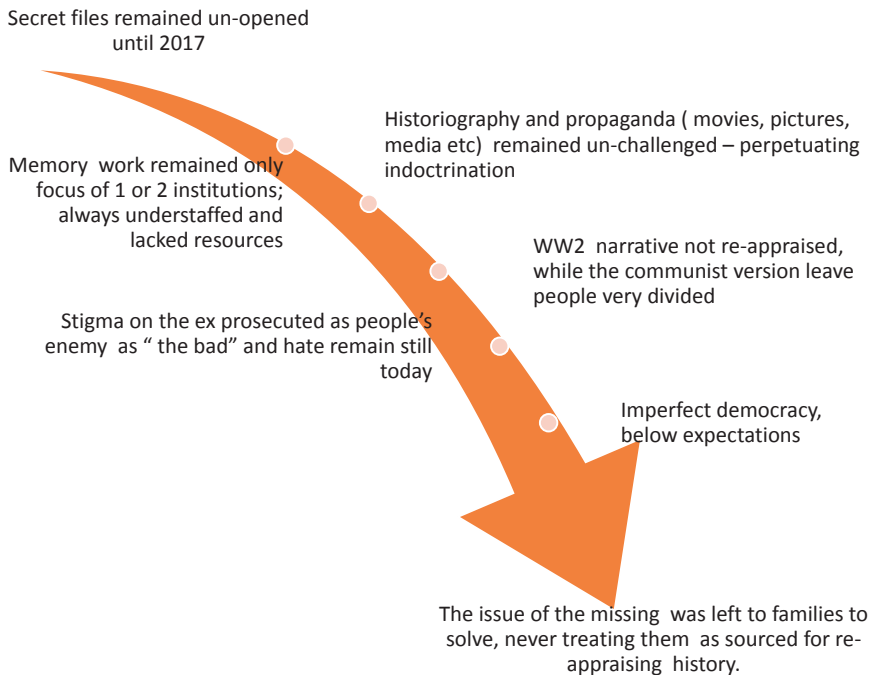 Secret files remained un-opened
until 2017
Historiography and propaganda ( movies, pictures,
media etc)  remained un-challenged – perpetuating
indoctrination
Memory  work remained only
focus of 1 or 2 institutions;
always understaffed and
lacked resources
WW2  narrative not re-appraised,
while the communist version leave
people very divided
Stigma on the ex prosecuted as people's
enemy  as “ the bad” and hate remain still
today
Imperfect democracy,
below expectations
The issue of the missing  was left to families to
solve, never treating them  as sourced for re-
appraising  history.